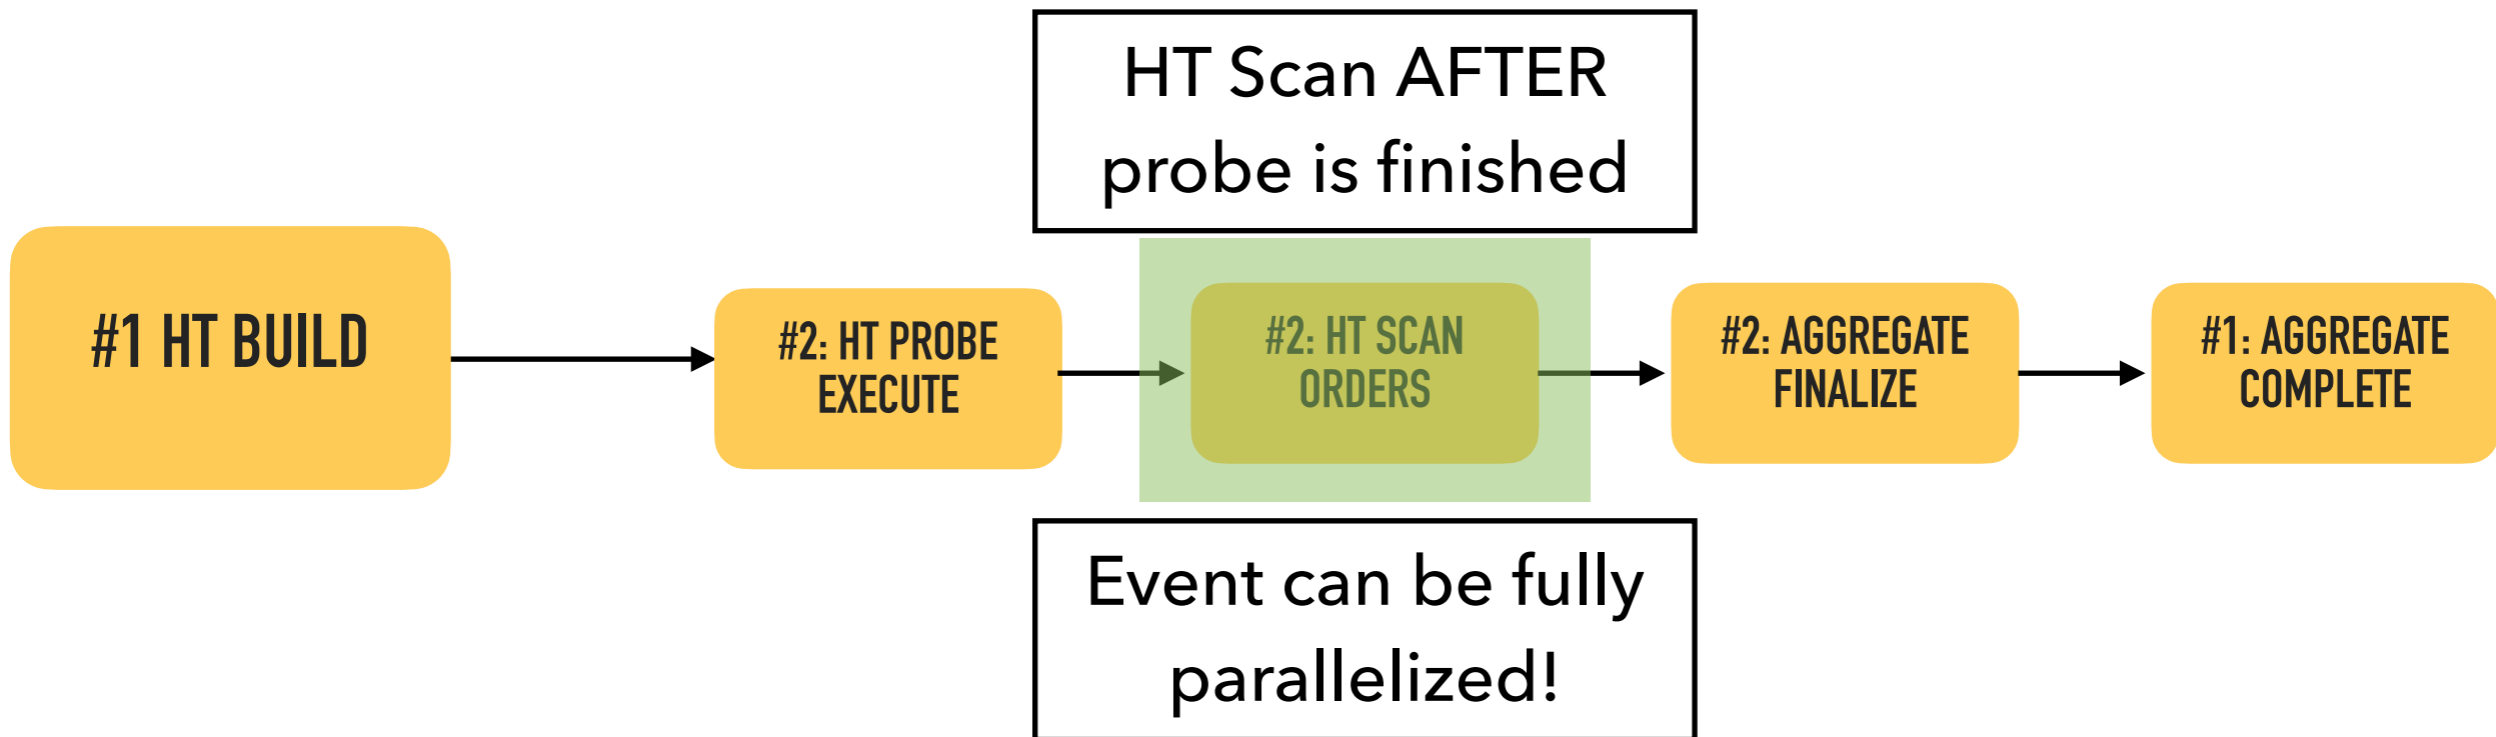 HT Scan AFTER
probe is finished
#1 HT BUILD
#2: HT PROBE
EXECUTE
#2: HT SCAN
ORDERS
#2: AGGREGATE
FINALIZE
#1: AGGREGATE
COMPLETE
Event can be fully
parallelized!